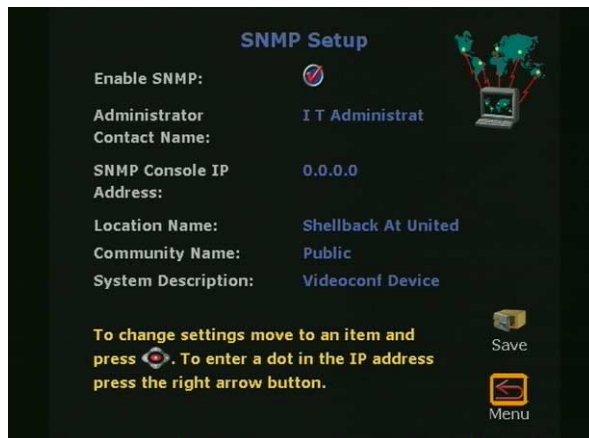 SNMP Setup
Enable SNMP:
Administrator I T Administrat
Contact Name:
SNMP Console IP 0.0.0.0
Address:
Location Name: Shellback At United
Community Name: Public
System Description: Videoconf Device
To change settings move to an item and
press . To enter a dot in the IP address
press the right arrow button.
Save
Menu